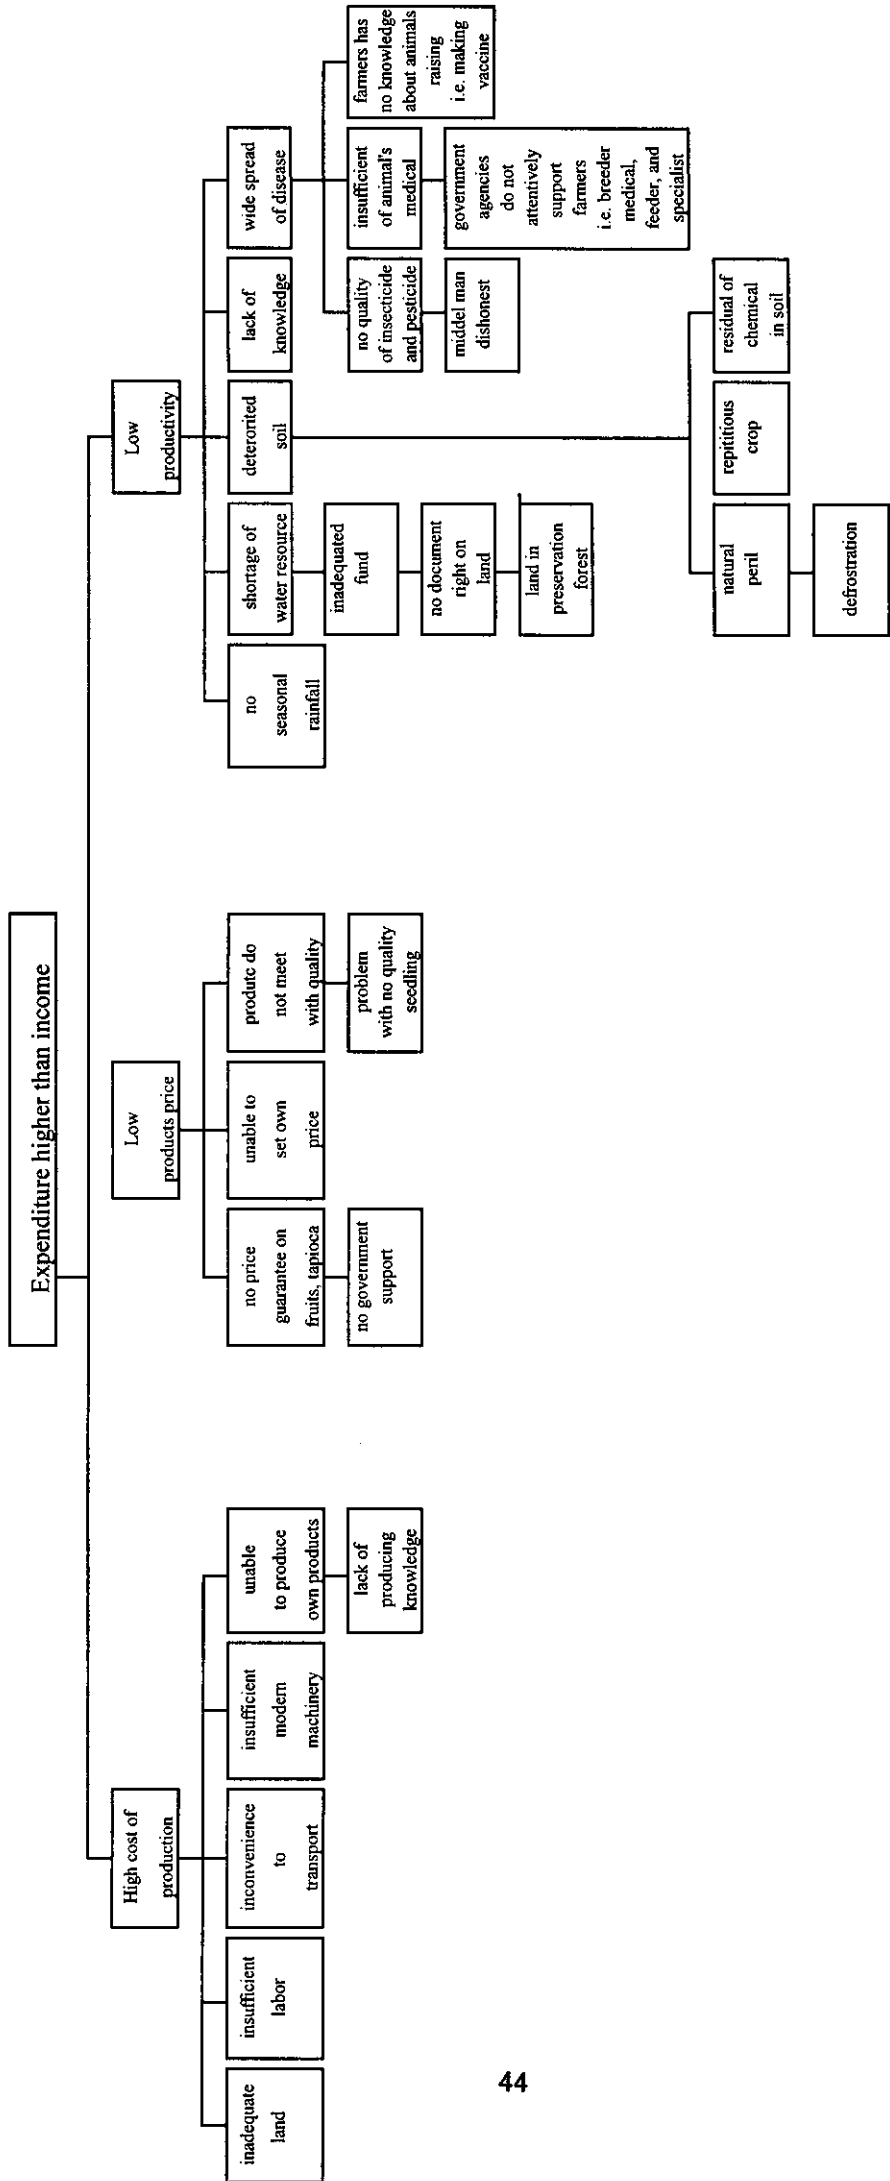 Expenditure higher than income
High cost of
production
Low
products price
Low
productivity
inadequate
land
insufficient
labor
inconvenience
to
transport
insufficient
modern
machinery
unable
to produce
own products
lack of
producing
knowledge
no price
guarantee on
fruits, tapioca
no government
support
unable to
set own
price
produtc do
not meet
with quality
problem
with no quality
seedling
no
seasonal
rainfall
shortage of
water resource
inadequated
fund
no document
right on
land
land in
preservation
forest
deteriorited
soil
natural
peril
defrostration
repititious
crop
residual of
chemical
in soil
lack of
knowledge
wide spread
of disease
no quality
of insecticide
and pesticide
middel man
dishonest
insufficient
of animal's
medical
government
agencies
do not
attentively
support
farmers
i.e. breeder
medical,
feeder, and
specialist
farmers has
no knowledge
about animals
raising
i.e. making
vaccine
44